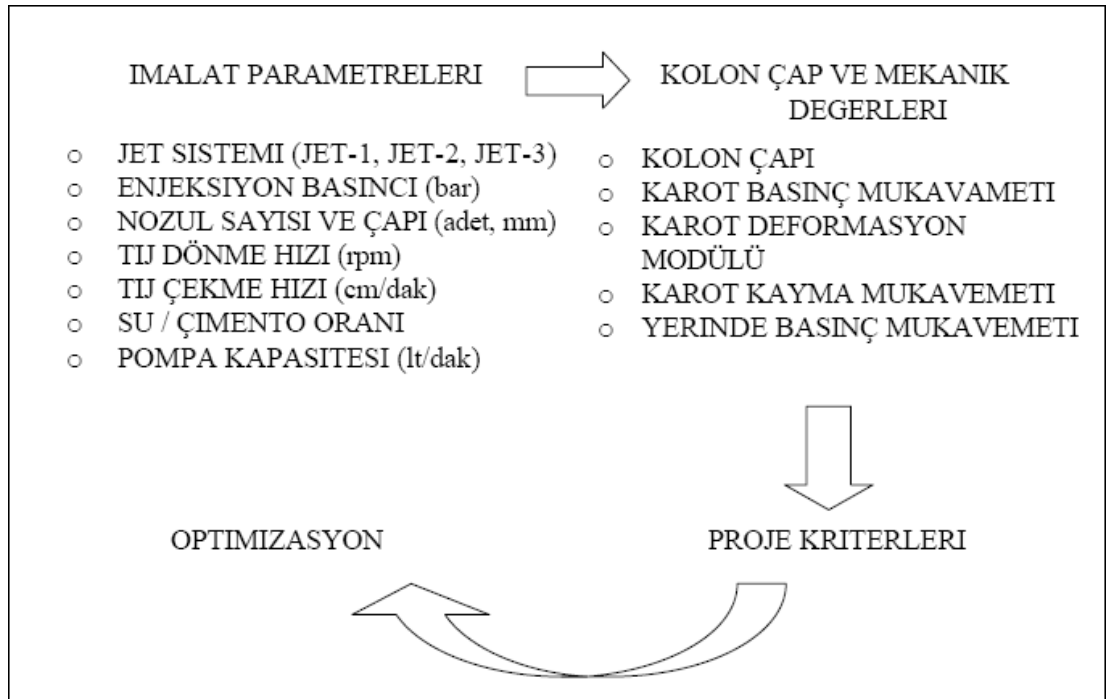 IMALAT PARAMETRELERI
○ JET SISTEMI (JET-1, JET-2, JET-3)
○ ENJEKSIYON BASINCI (bar)
○ NOZUL SAYISI VE ÇAPI (adet, mm)
○ TIJ DÖNME HIZI (rpm)
○ TIJ ÇEKME HIZI (cm/dak)
○ SU / ÇIMENTO ORANI
○ POMPA KAPASITESI (lt/dak)
KOLON ÇAP VE MEKANIK
DEGERLERI
○ KOLON ÇAPI
○ KAROT BASINÇ MUKAVAMETI
○ KAROT DEFORMASYON
MODÜLÜ
○ KAROT KAYMA MUKAVEMETI
○ YERINDE BASINÇ MUKAVEMETI
PROJE KRITERLERI
OPTIMIZASYON